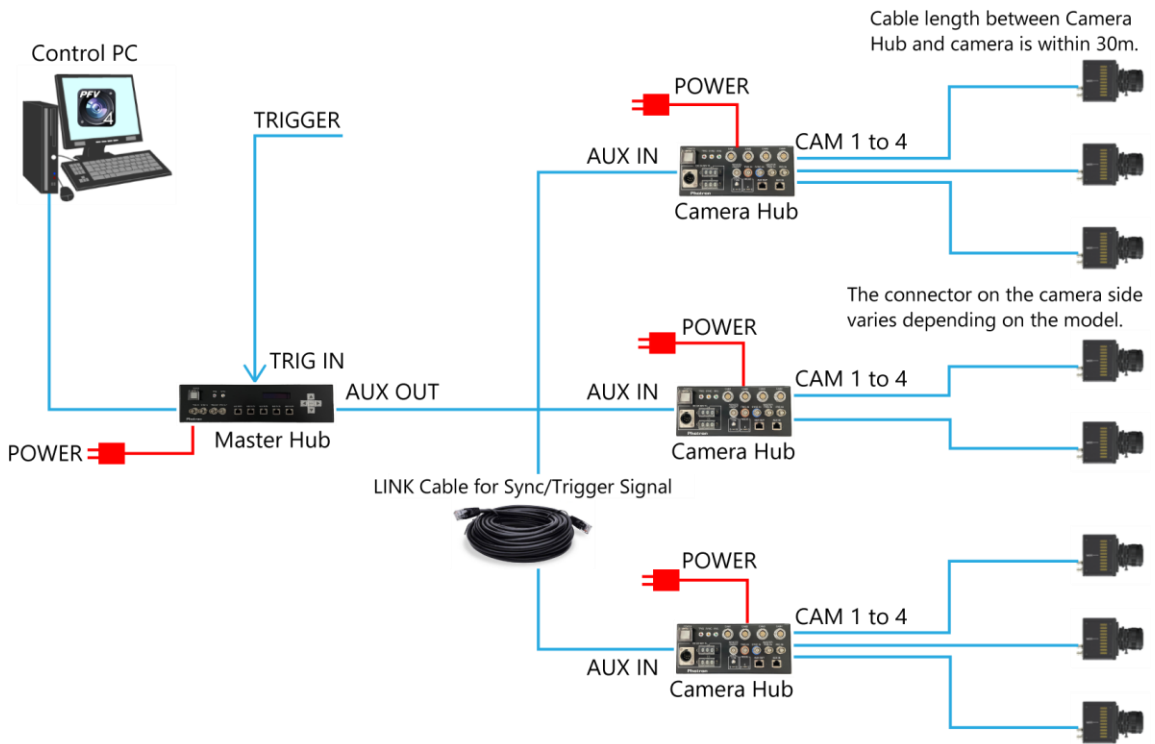 Cable length between Camera
Hub and camera is within 30m.
Control PC
PFV
4
POWER
TRIGGER
CAM 1 to 4
AUX IN
Camera Hub
The connector on the camera side
varies depending on the model.
POWER
TRIG IN
AUX OUT
AUX IN
CAM 1 to 4
Master Hub
POWER
Camera Hub
LINK Cable for Sync/Trigger Signal
POWER
CAM 1 to 4
AUX IN
Camera Hub